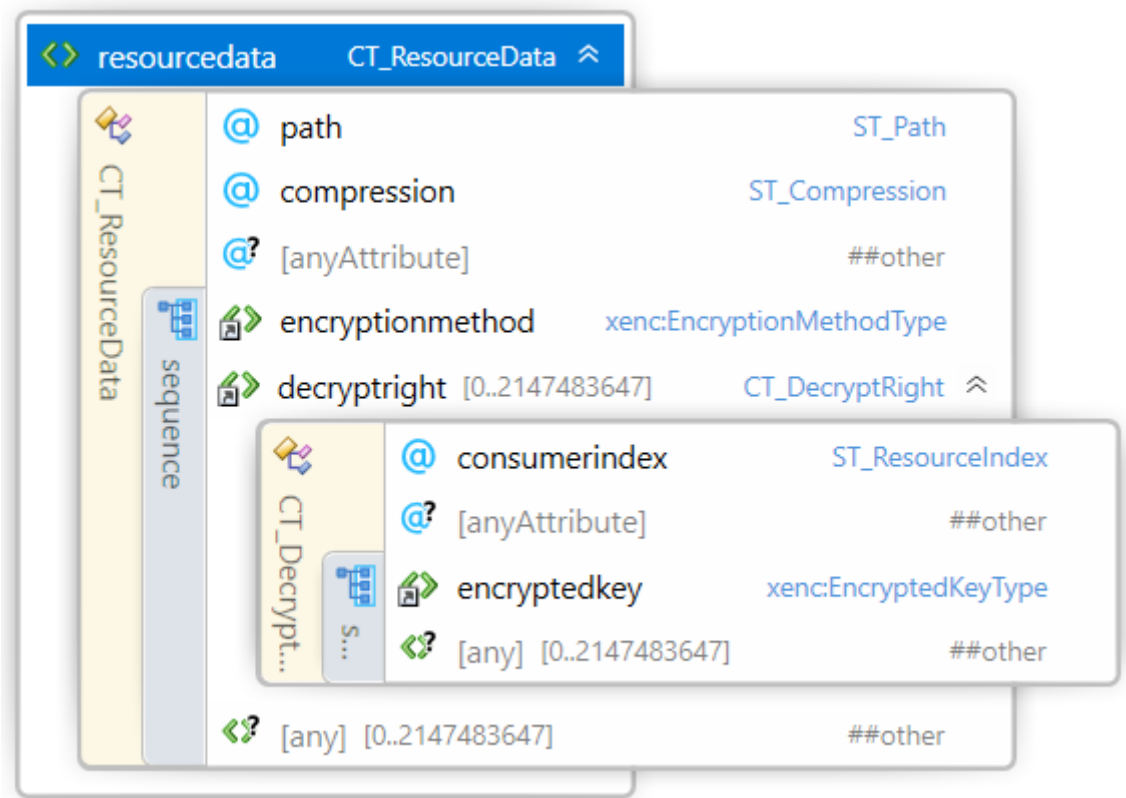 resourcedata CT_ResourceData
CT_ResourceData
path ST_Path
compression ST_Compression
[anyAttribute] ##other
sequence
encryptionmethod xenc:EncryptionMethodType
decryptright [0..2147483647] CT_DecryptRight
CT_Decrypt...
consumerindex ST_ResourceIndex
[anyAttribute] ##other
s...
encryptedkey xenc:EncryptedKeyType
[any] [0..2147483647] ##other
[any] [0..2147483647] ##other